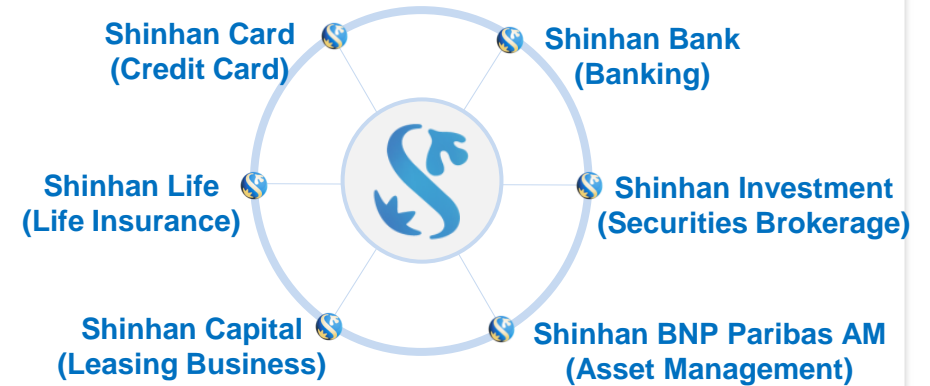 Shinhan Card
(Credit Card)
Shinhan Bank
(Banking)
Shinhan Life
(Life Insurance)
Shinhan Investment
(Securities Brokerage)
Shinhan Capital
(Leasing Business)
Shinhan BNP Paribas AM
(Asset Management)